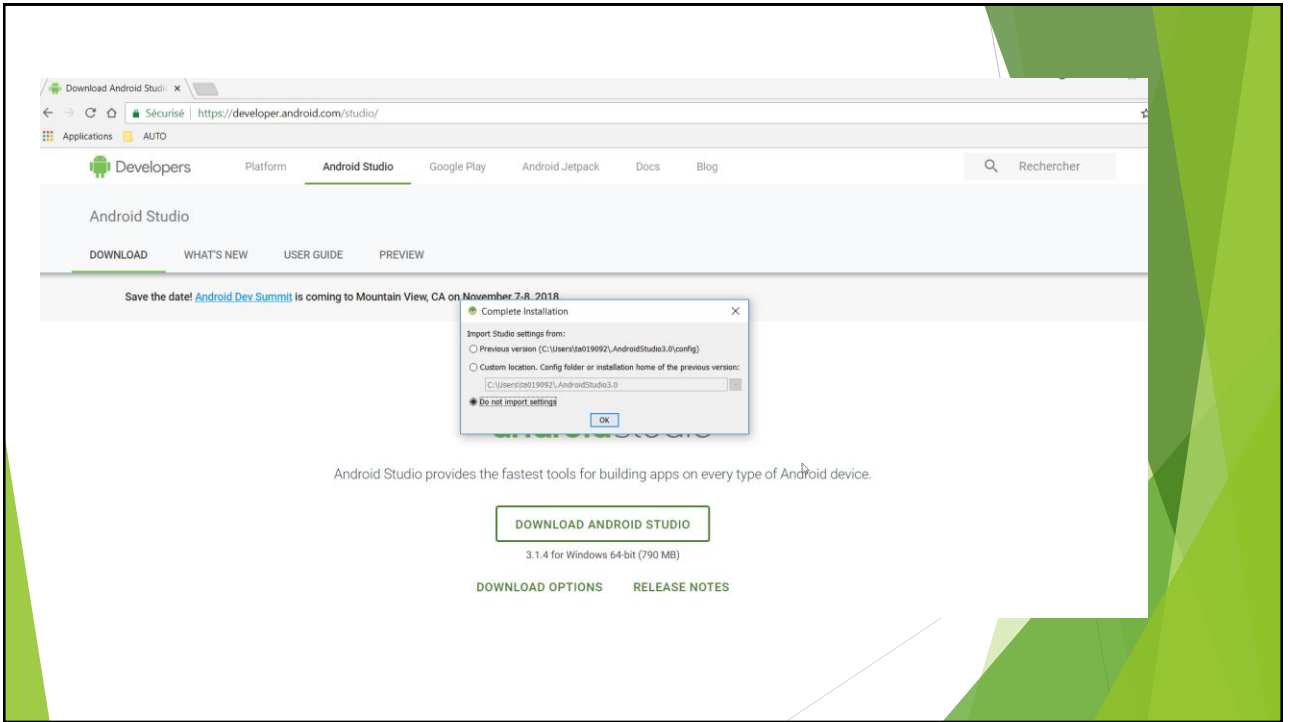 Download Android Studi
Sécurisé | https://developer.android.com/studio/
Applications AUTO
Developers Platform Android Studio Google Play Android Jetpack Docs Blog Rechercher
Android Studio
DOWNLOAD WHAT'S NEW USER GUIDE PREVIEW
Save the date! Android Dev Summit is coming to Mountain View, CA on November 7-8, 2018
Complete Installation
Import Studio settings from:
Previous version (C:\Users\ta019092\.AndroidStudio3.0\config)
Custom location. Config folder or installation home of the previous version:
C:\Users\ta019092\.AndroidStudio3.0
Do not import settings
OK
androidstudio
Android Studio provides the fastest tools for building apps on every type of Android device.
DOWNLOAD ANDROID STUDIO
3.1.4 for Windows 64-bit (790 MB)
DOWNLOAD OPTIONS RELEASE NOTES